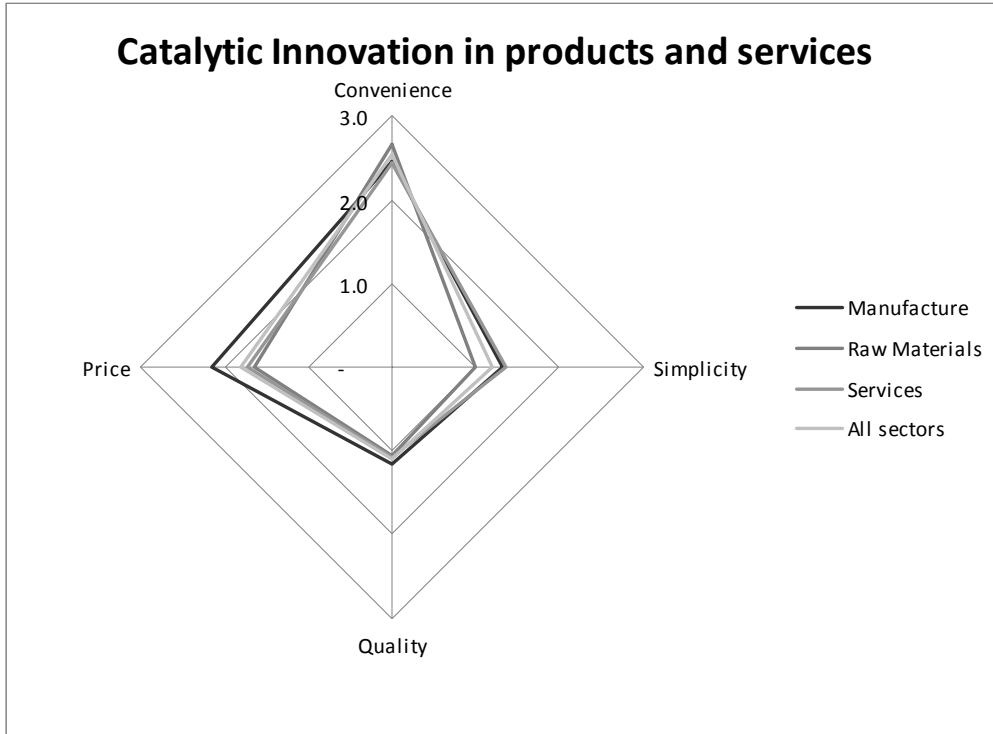 Catalytic Innovation in products and services
Convenience
3.0
2.0
1.0
-
Price
Simplicity
Quality
Manufacture
Raw Materials
Services
All sectors